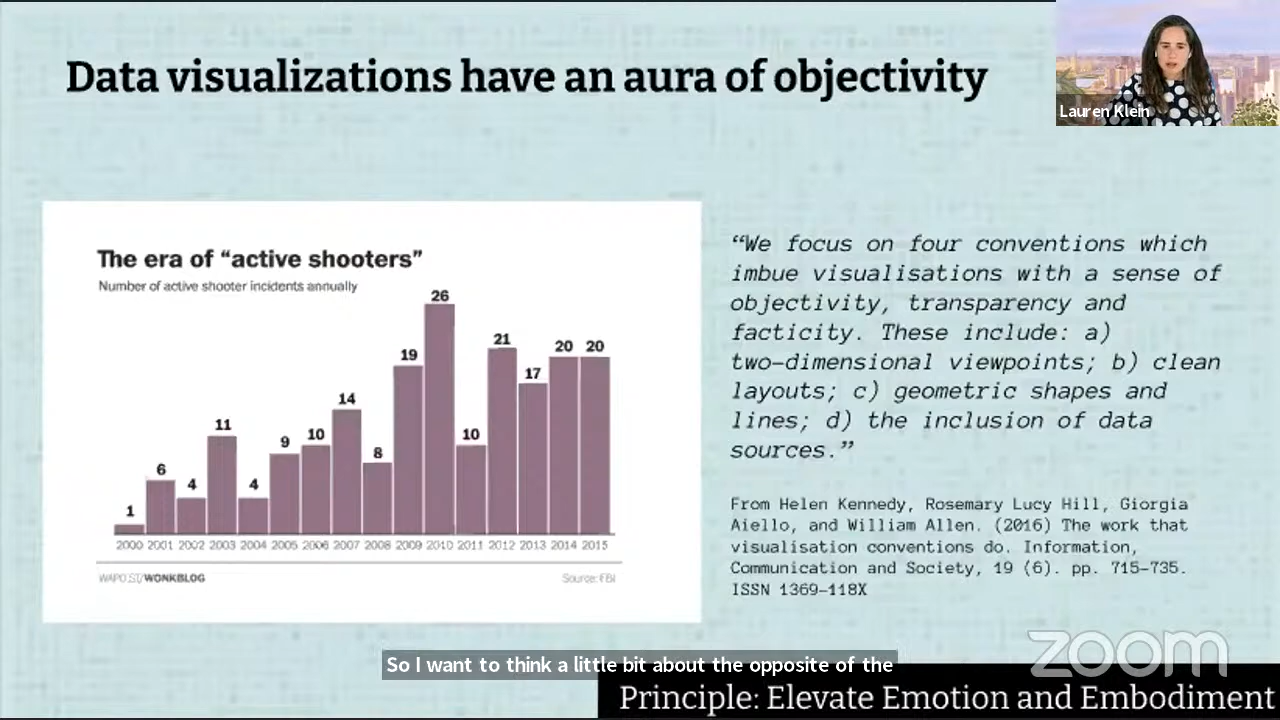 Data visualizations have an aura of objectivity
Lauren Klein
The era of “active shooters”
Number of active shooter incidents annually
1
6
4
11
4
9
10
14
8
19
26
10
21
17
20
20
2000 2001 2002 2003 2004 2005 2006 2007 2008 2009 2010 2011 2012 2013 2014 2015
WAPO.ST/WONKBLOG
Source: FBI
“We focus on four conventions which
imbue visualisations with a sense of
objectivity, transparency and
facticity. These include: a)
two-dimensional viewpoints; b) clean
layouts; c) geometric shapes and
lines; d) the inclusion of data
sources.”
From Helen Kennedy, Rosemary Lucy Hill, Giorgia
Aiello, and William Allen. (2016) The work that
visualisation conventions do. Information,
Communication and Society, 19 (6). pp. 715-735.
ISSN 1369-118X
So I want to think a little bit about the opposite of the
zoom
Principle: Elevate Emotion and Embodiment